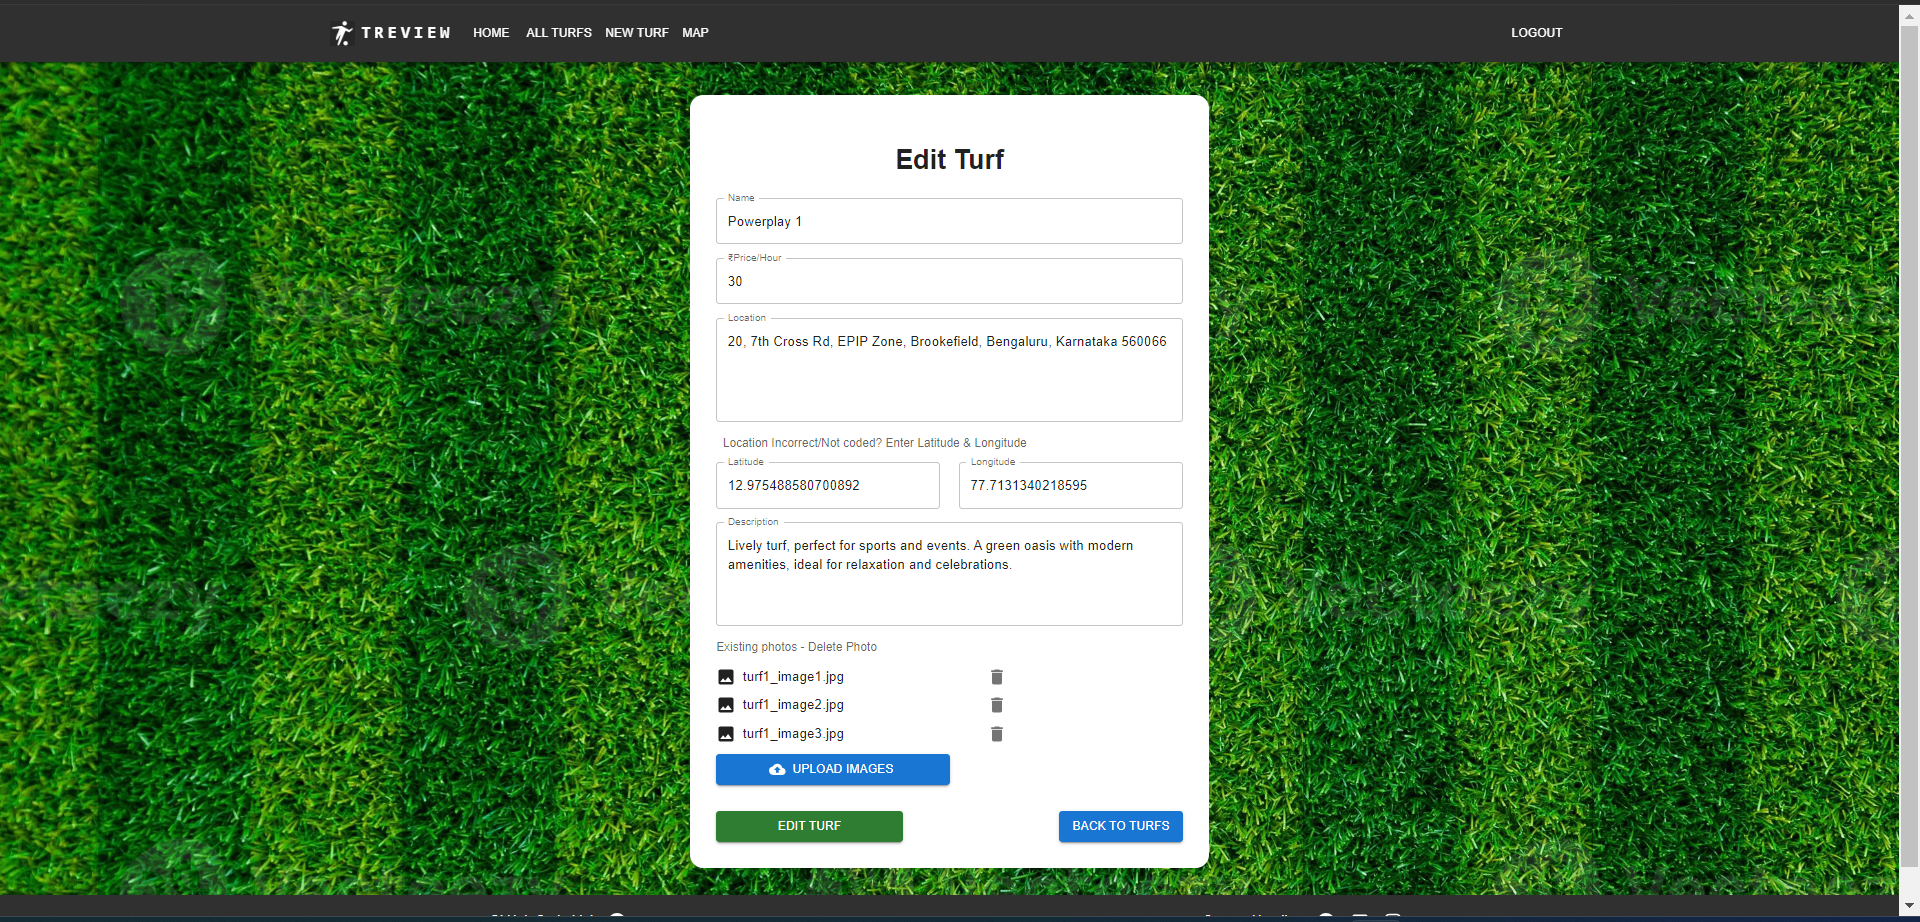 TREVIEW HOME ALL TURFS NEW TURF MAP LOGOUT
Edit Turf
Name
Powerplay 1
₹Price/Hour
30
Location
20, 7th Cross Rd, EPIP Zone, Brookefield, Bengaluru, Karnataka 560066
Location Incorrect/Not coded? Enter Latitude & Longitude
Latitude Longitude
12.975488580700892 77.7131340218595
Description
Lively turf, perfect for sports and events. A green oasis with modern
amenities, ideal for relaxation and celebrations.
Existing photos - Delete Photo
turf1_image1.jpg
turf1_image2.jpg
turf1_image3.jpg
UPLOAD IMAGES
EDIT TURF BACK TO TURFS